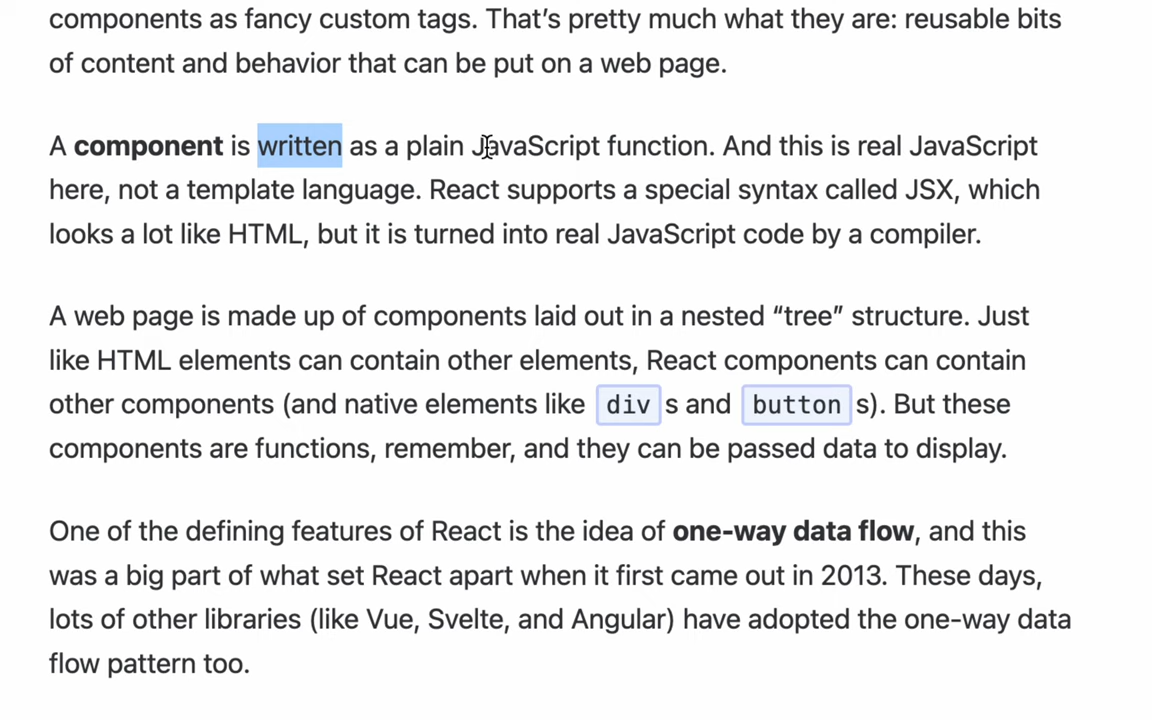 components as fancy custom tags. That’s pretty much what they are: reusable bits
of content and behavior that can be put on a web page.
A component is written as a plain JavaScript function. And this is real JavaScript
here, not a template language. React supports a special syntax called JSX, which
looks a lot like HTML, but it is turned into real JavaScript code by a compiler.
A web page is made up of components laid out in a nested “tree” structure. Just
like HTML elements can contain other elements, React components can contain
other components (and native elements like div s and button s). But these
components are functions, remember, and they can be passed data to display.
One of the defining features of React is the idea of one-way data flow, and this
was a big part of what set React apart when it first came out in 2013. These days,
lots of other libraries (like Vue, Svelte, and Angular) have adopted the one-way data
flow pattern too.